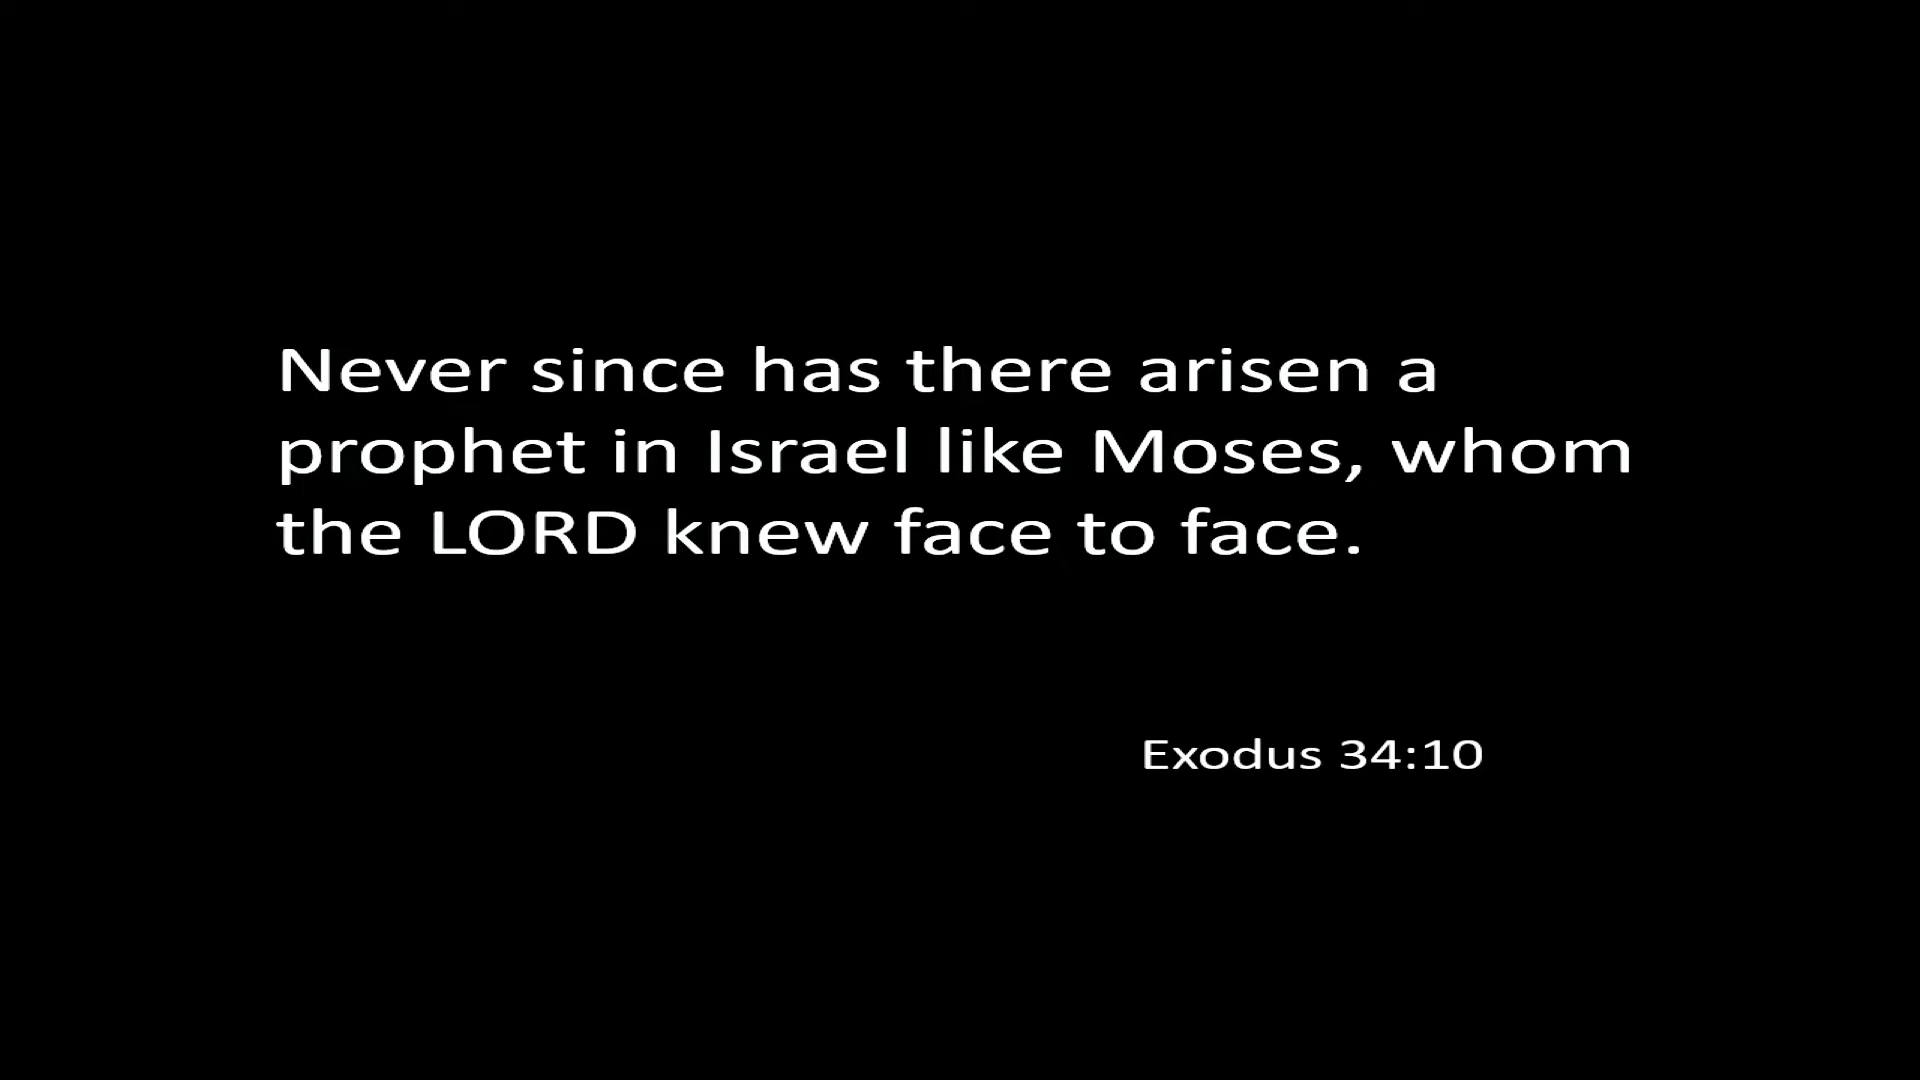 Never since has there arisen a
prophet in Israel like Moses, whom
the LORD knew face to face.
Exodus 34:10